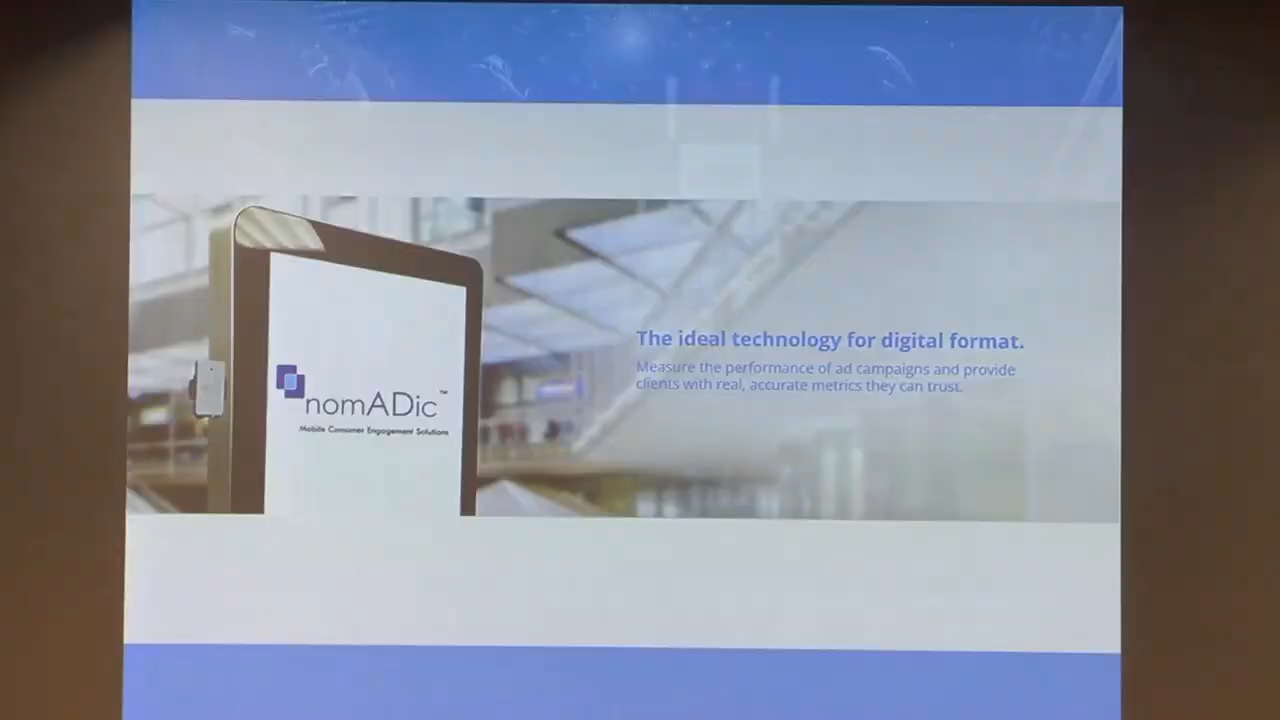 nomADic™
Mobile Consumer Engagement Solutions
The ideal technology for digital format.
Measure the performance of ad campaigns and provide
clients with real, accurate metrics they can trust.